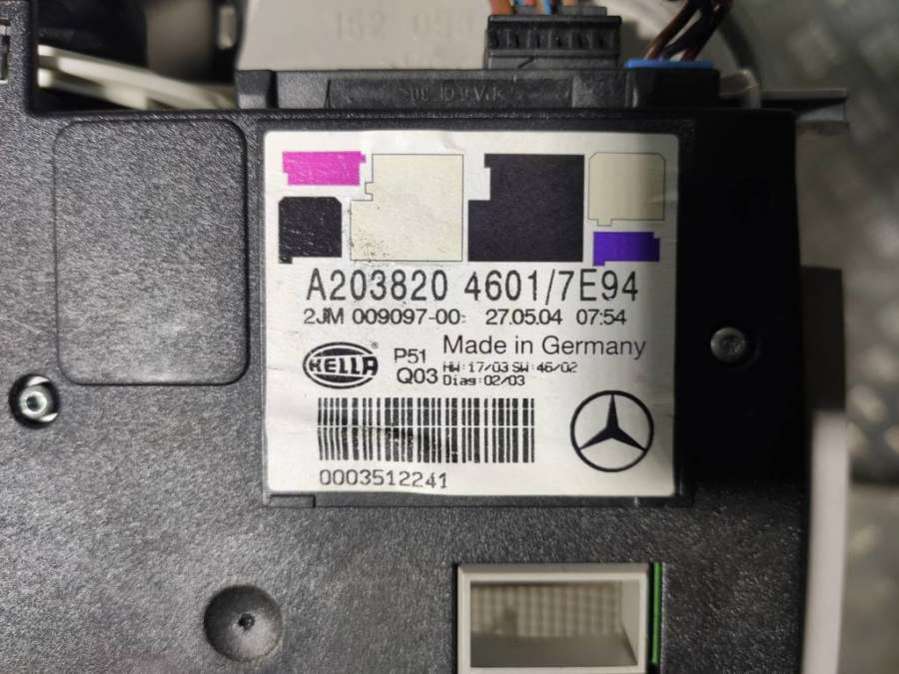 A203820 4601/7E94
2JM 009097-00: 27.05.04 07:54
HELLA ® P51 Made in Germany
Q03 HW:17/03 SW:46/02
Diag:02/03
0003512241